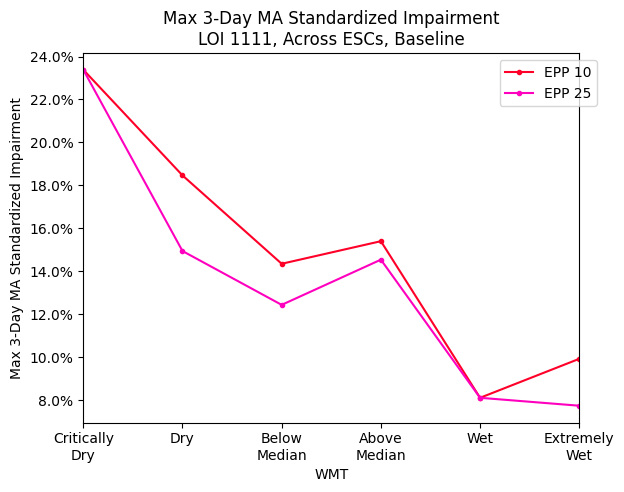 Max 3-Day MA Standardized Impairment
LOI 1111, Across ESCs, Baseline
EPP 10
EPP 25
Max 3-Day MA Standardized Impairment
24.0%
22.0%
20.0%
18.0%
16.0%
14.0%
12.0%
10.0%
8.0%
Critically
Dry
Dry
Below
Median
Above
Median
Wet
Extremely
Wet
WMT